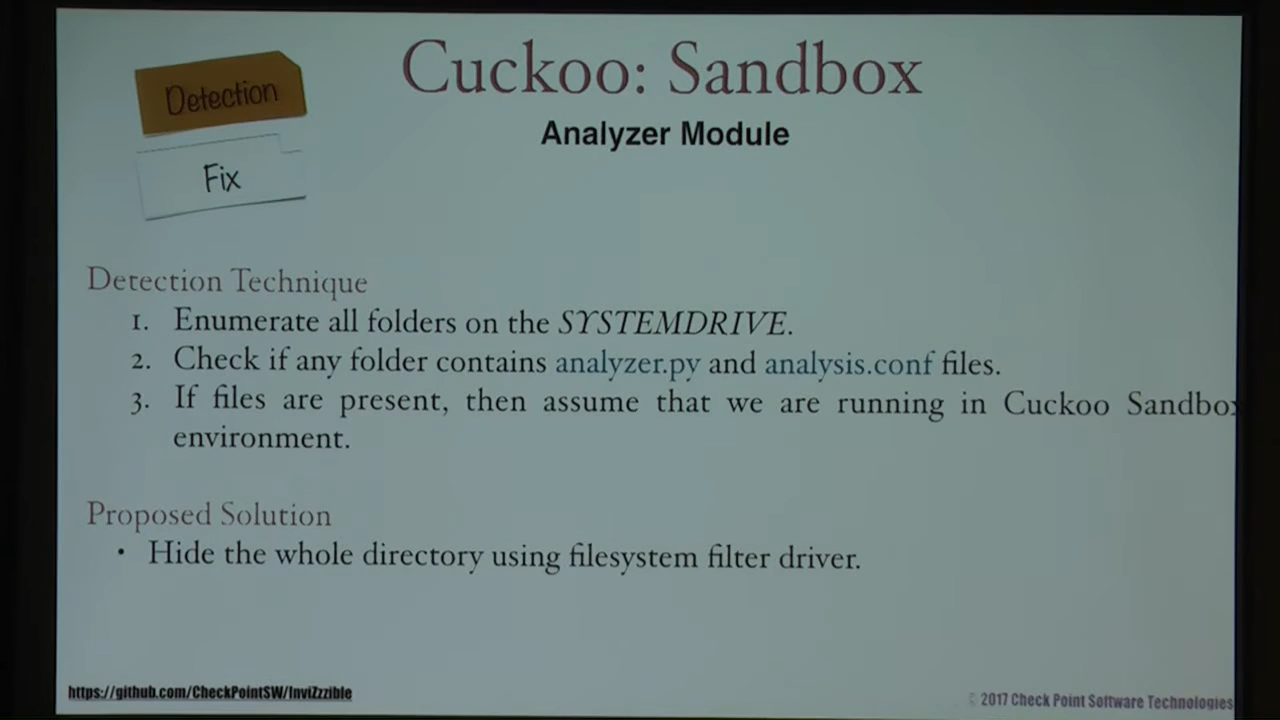 Detection
Fix
Cuckoo: Sandbox
Analyzer Module
Detection Technique
1. Enumerate all folders on the SYSTEMDRIVE.
2. Check if any folder contains analyzer.py and analysis.conf files.
3. If files are present, then assume that we are running in Cuckoo Sandbox
environment.
Proposed Solution
• Hide the whole directory using filesystem filter driver.
https://github.com/CheckPointSW/InviZzzible
© 2017 Check Point Software Technologies